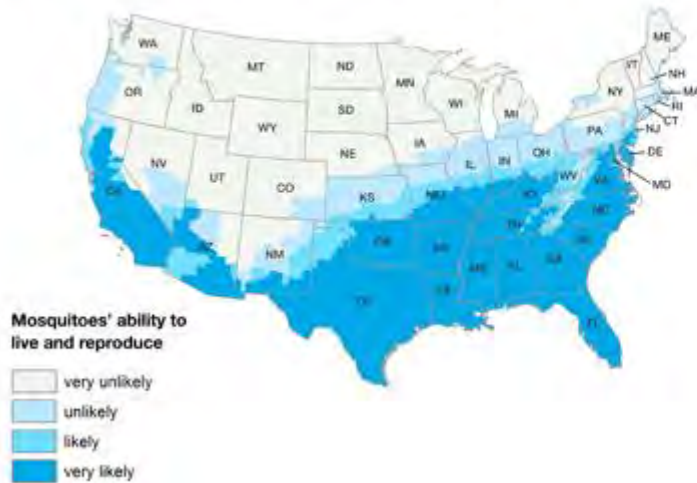 ME
WA
MT
ND
VT
NH
MN
OR
MA
ID
SD
WI
NY
RI
MI
WY
CT
IA
PA
NJ
NE
NV
OH
DE
IL
IN
UT
CO
WV
MD
VA
KS
MO
CA
KY
NC
TN
OK
AZ
NM
AR
SC
MS
AL
GA
TX
LA
Mosquitoes' ability to
live and reproduce
FL
very unlikely
unlikely
likely
very likely